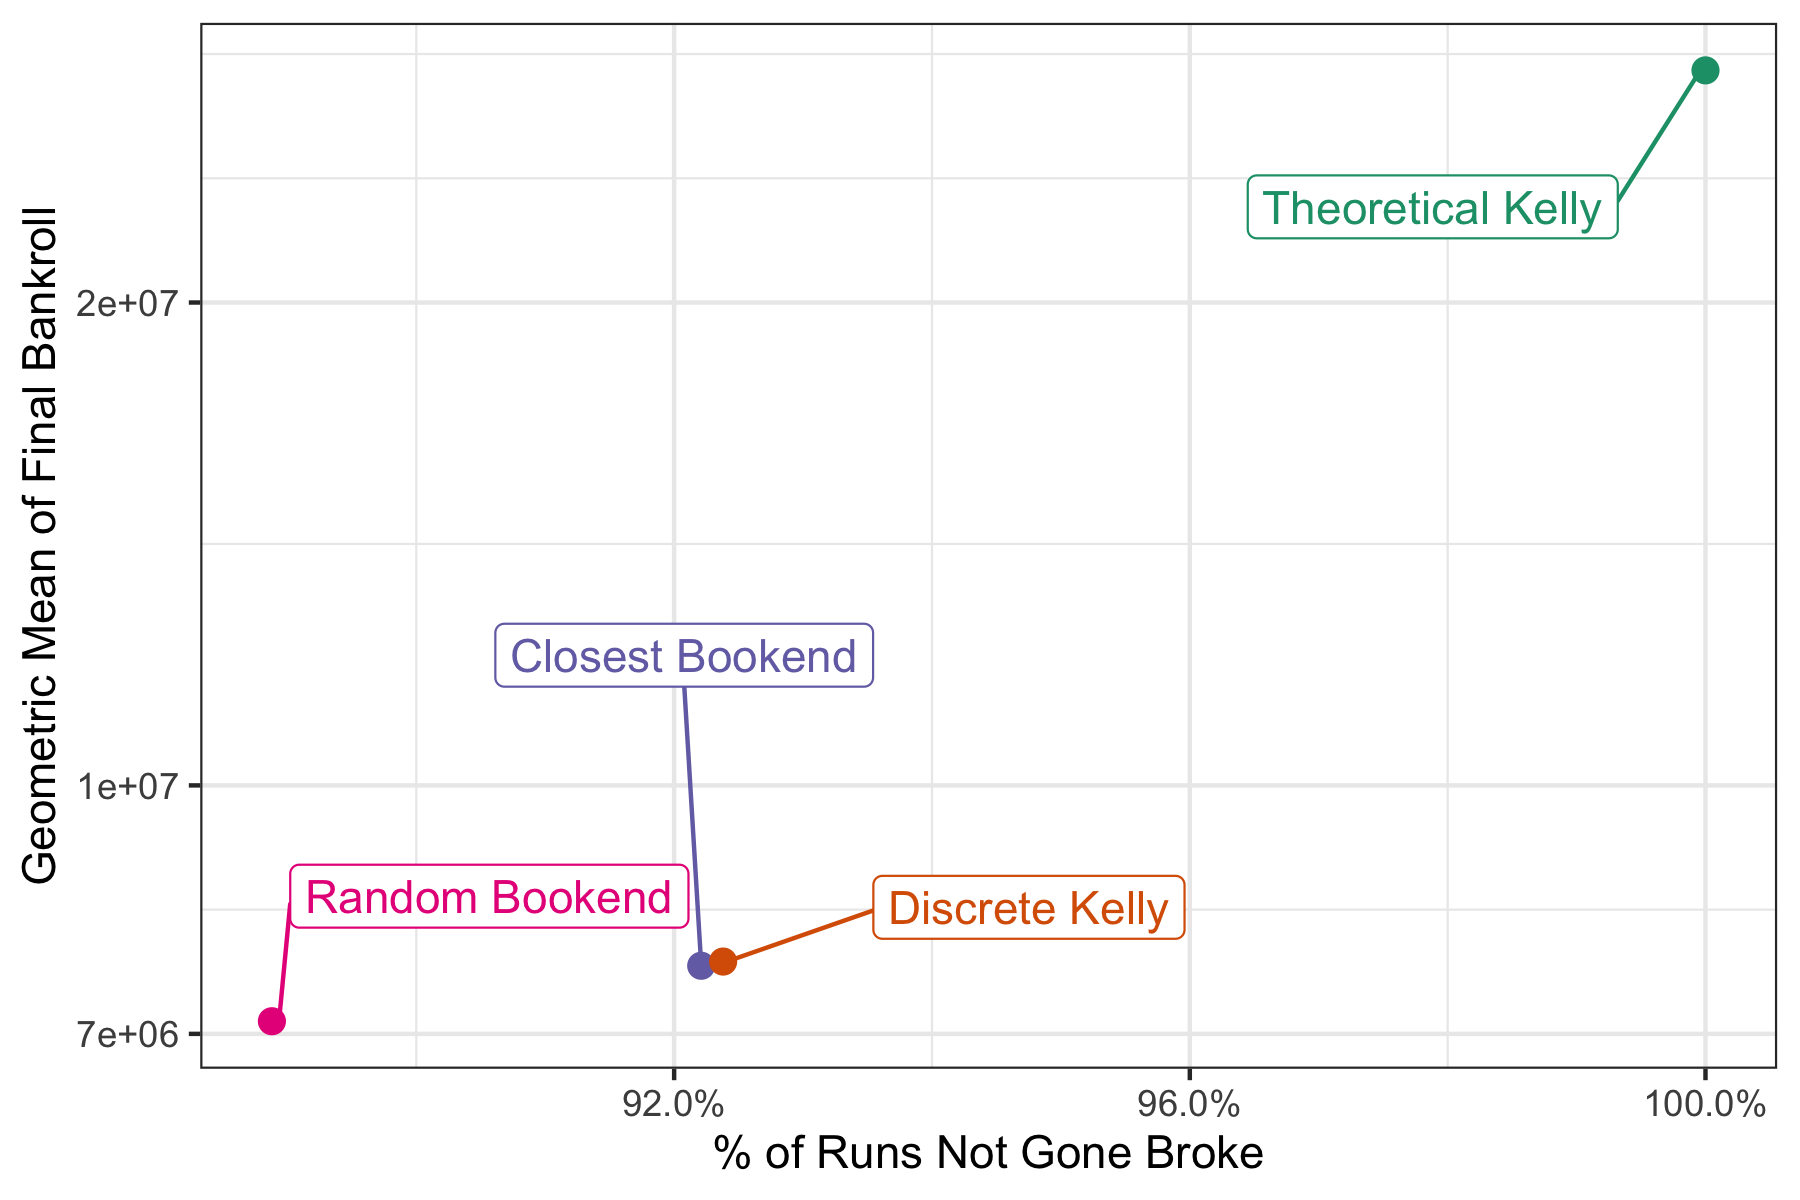 Geometric Mean of Final Bankroll
2e+07
1e+07
7e+06
Theoretical Kelly
Closest Bookend
Random Bookend
Discrete Kelly
92.0%
96.0%
100.0%
% of Runs Not Gone Broke